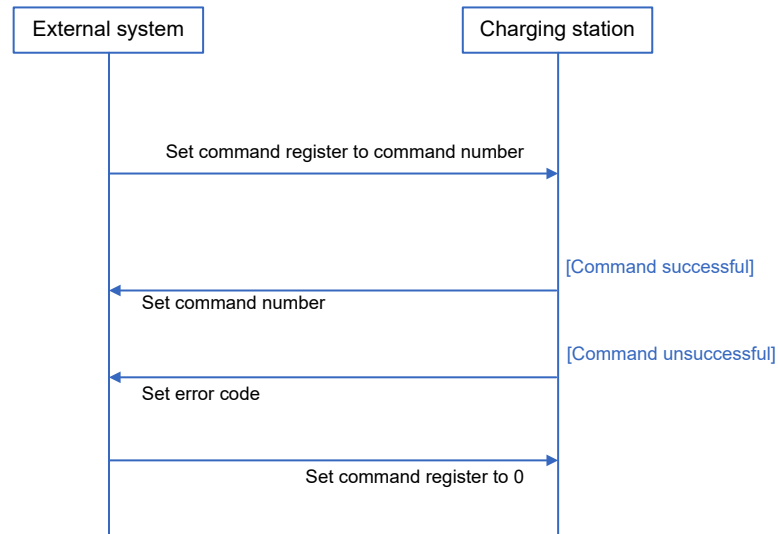 External system
Charging station
Set command register to command number
[Command successful]
Set command number
[Command unsuccessful]
Set error code
Set command register to 0